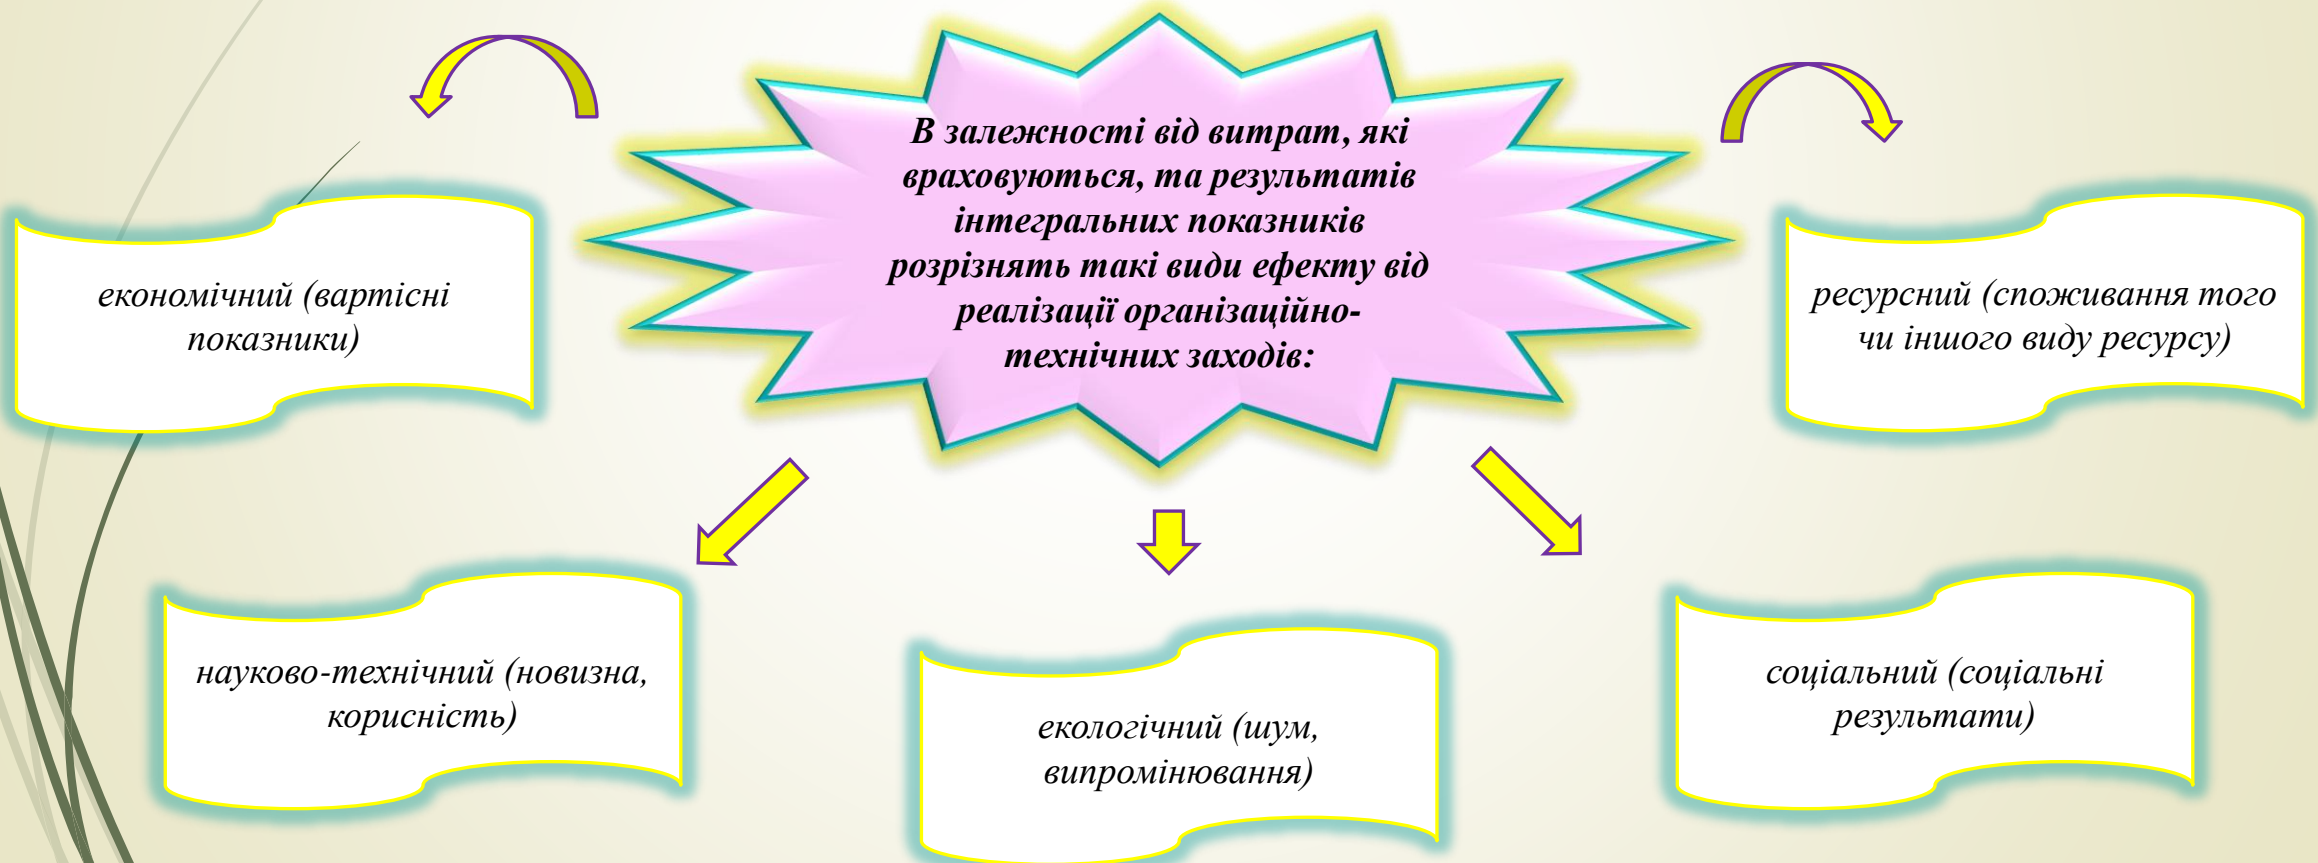 В залежності від витрат, які
враховуються, та результатів
інтегральних показників
розрізнять такі види ефекту від
реалізації організаційно-
технічних заходів:
економічний (вартісні
показники)
ресурсний (споживання того
чи іншого виду ресурсу)
науково-технічний (новизна,
корисність)
екологічний (шум,
випромінювання)
соціальний (соціальні
результати)